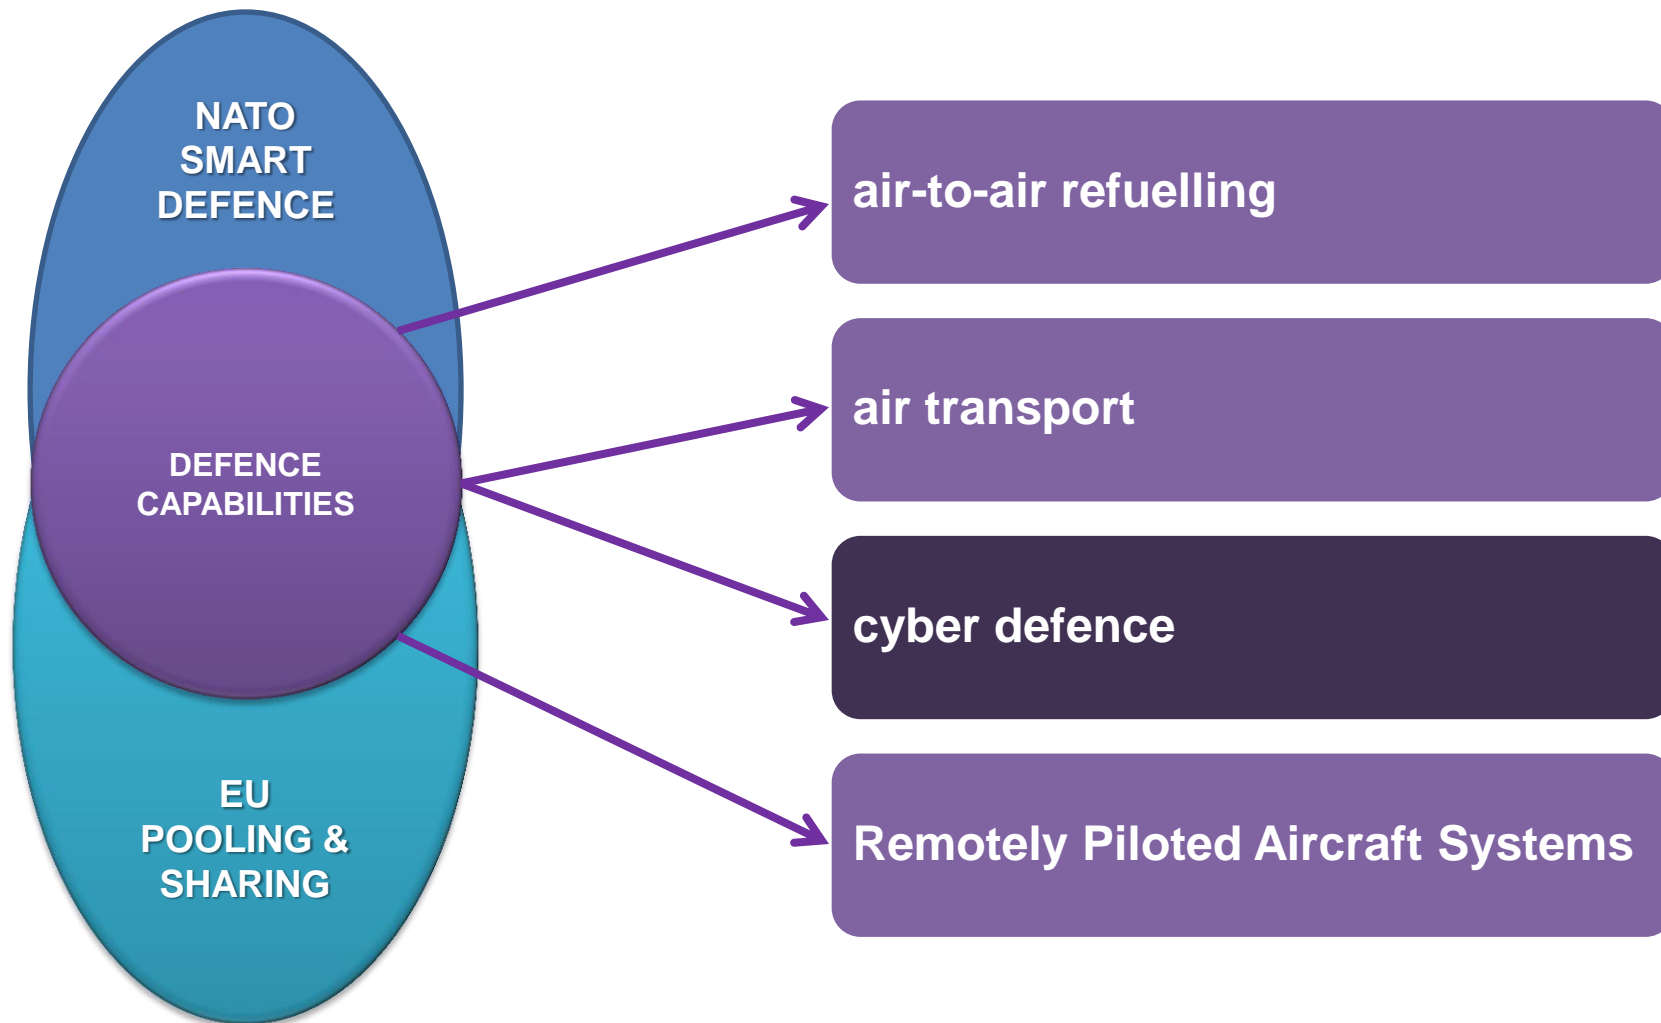 NATO
SMART
DEFENCE
DEFENCE
CAPABILITIES
EU
POOLING &
SHARING
air-to-air refuelling
air transport
cyber defence
Remotely Piloted Aircraft Systems